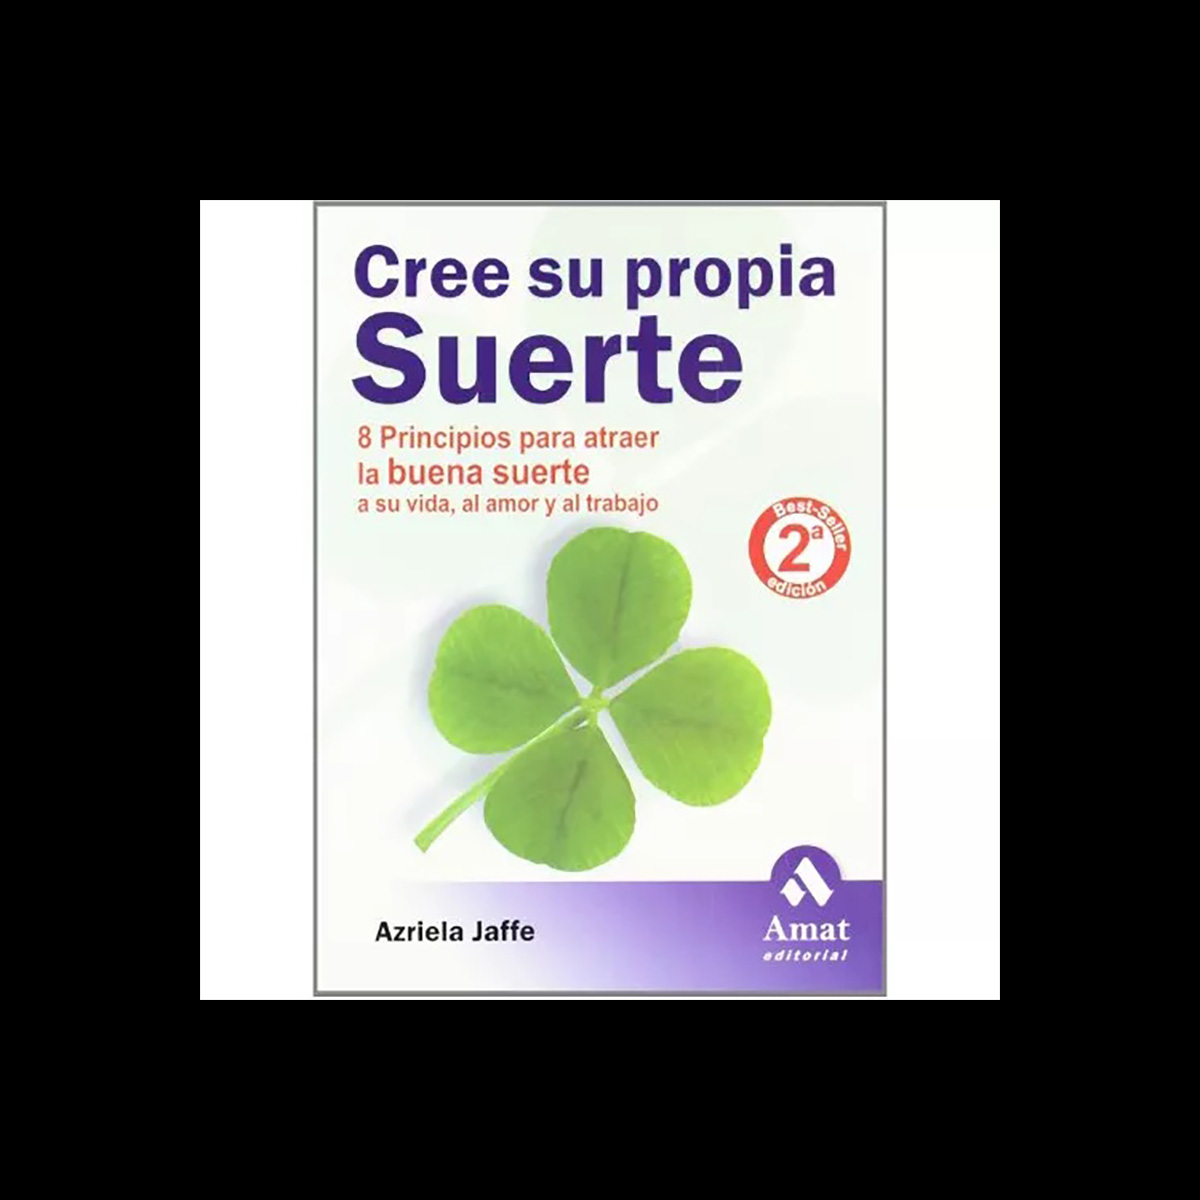 Cree su propia
Suerte
8 Principios para atraer
la buena suerte
a su vida, al amor y al trabajo
Best-Seller
2ª
edición
Azriela Jaffe
Amat
editorial